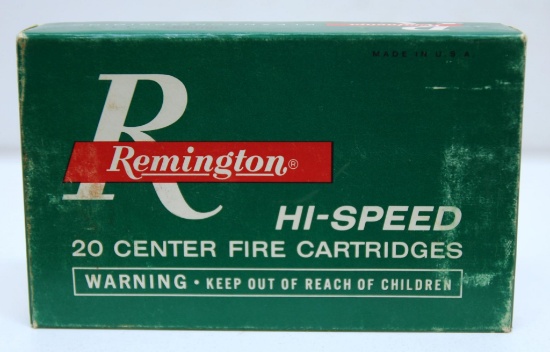 MADE IN U.S.A.
R
Remington®
HI-SPEED
20 CENTER FIRE CARTRIDGES
WARNING • KEEP OUT OF REACH OF CHILDREN